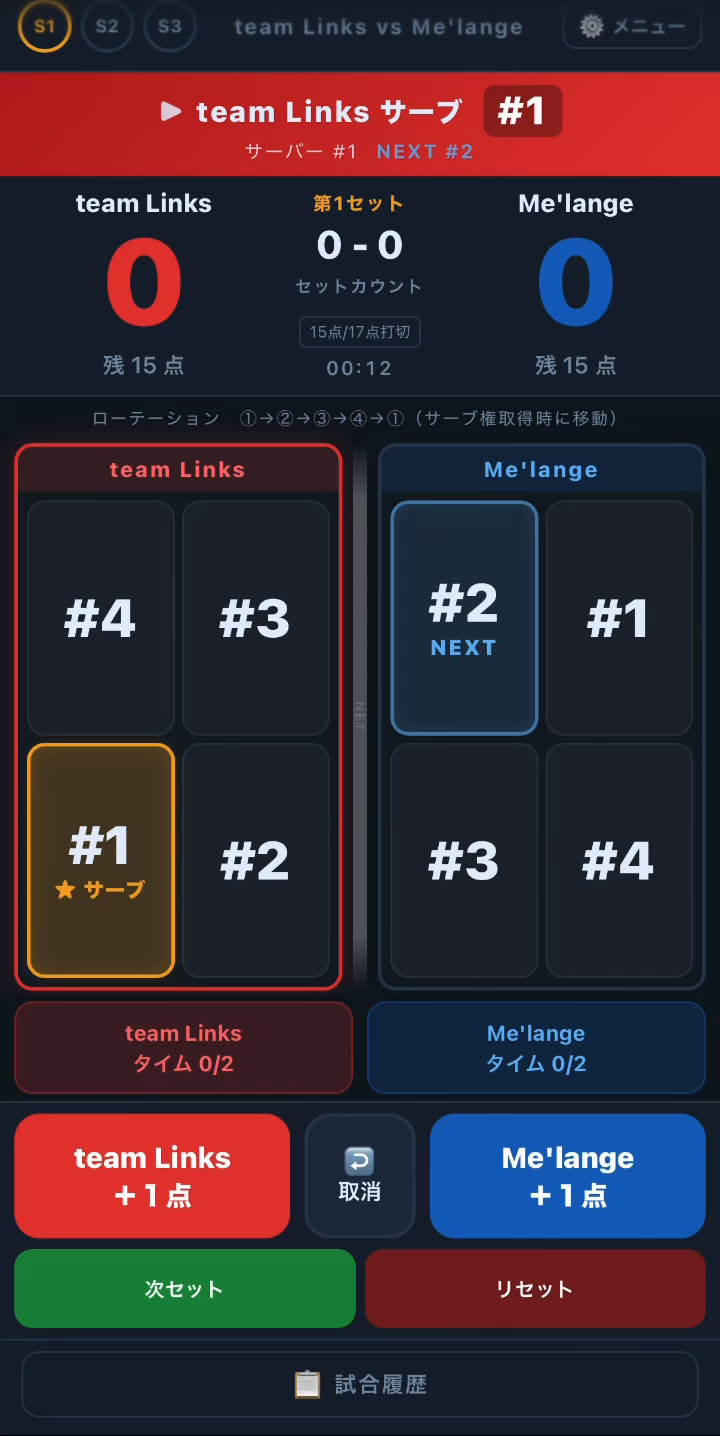 S1 S2 S3 team Links vs Me'lange ⚙️ メニュー
▶ team Links サーブ #1
サーバー #1 NEXT #2
team Links 第1セット Me'lange
0 0 - 0 0
セットカウント
15点/17点打切
残 15 点 00:12 残 15 点
ローテーション ①→②→③→④→①（サーブ権取得時に移動）
team Links Me'lange
#4 #3 #2 #1
NEXT
NET
#1 #2 #3 #4
★ サーブ
team Links
タイム 0/2
Me'lange
タイム 0/2
team Links
＋1点
↩️
取消
Me'lange
＋1点
次セット リセット
📋 試合履歴